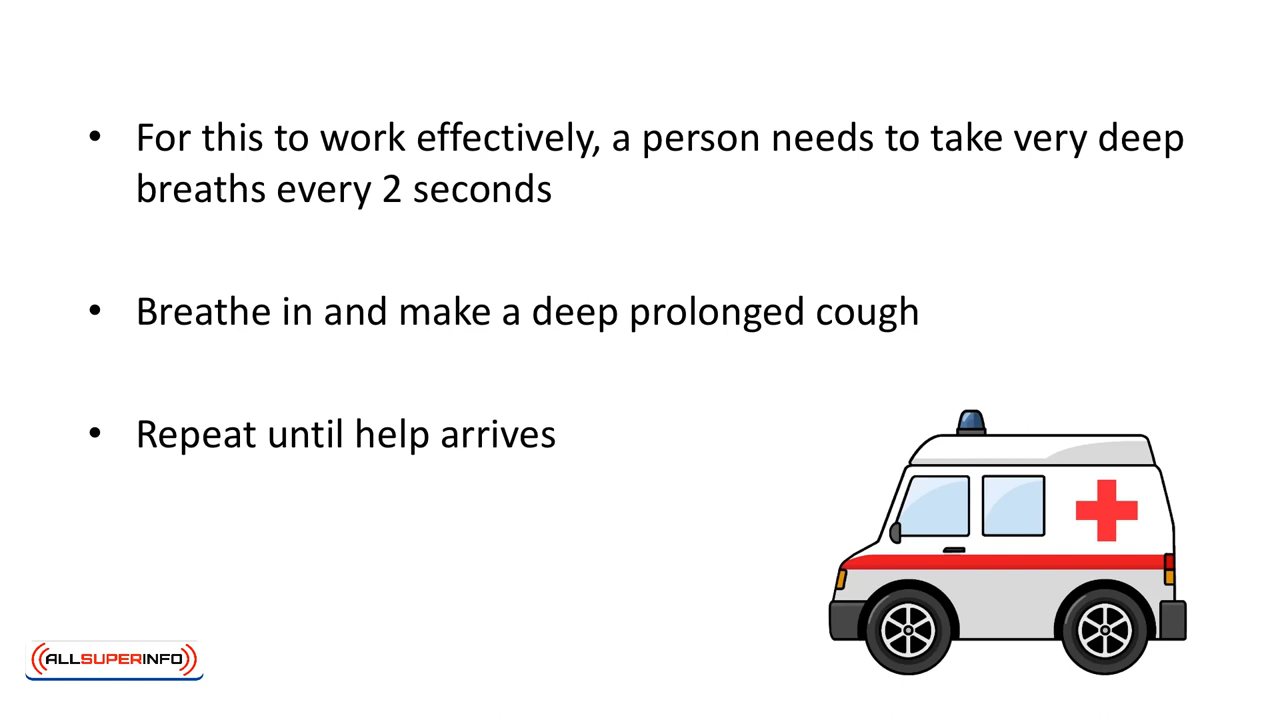 • For this to work effectively, a person needs to take very deep
breaths every 2 seconds
• Breathe in and make a deep prolonged cough
• Repeat until help arrives
((ALLSUPERINFO))